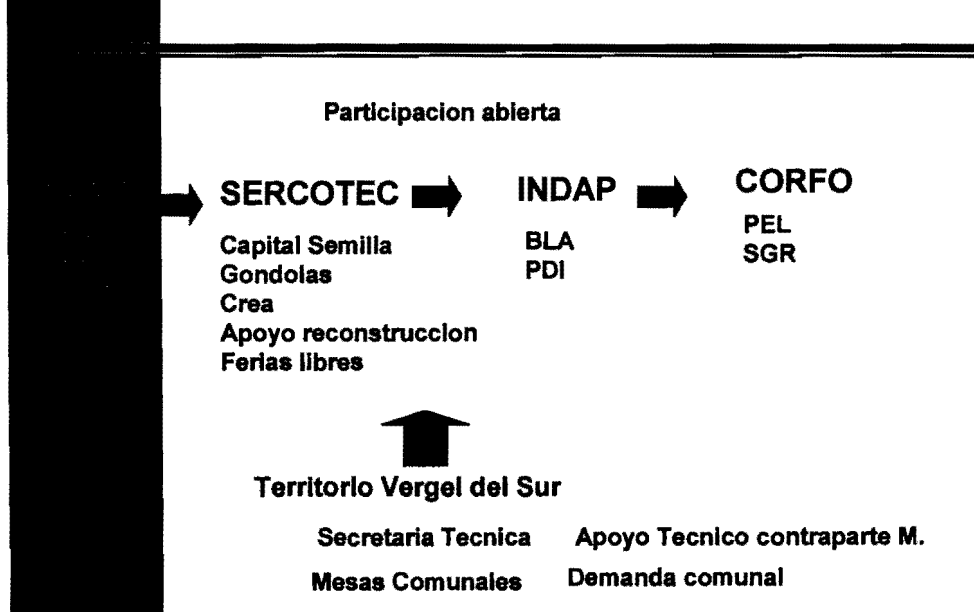 Participacion abierta
SERCOTEC
Capital Semilla
Gondolas
Crea
Apoyo reconstruccion
Ferias libres
INDAP
BLA
PDI
CORFO
PEL
SGR
Territorio Vergel del Sur
Secretaria Tecnica
Apoyo Tecnico contraparte M.
Mesas Comunales
Demanda comunal